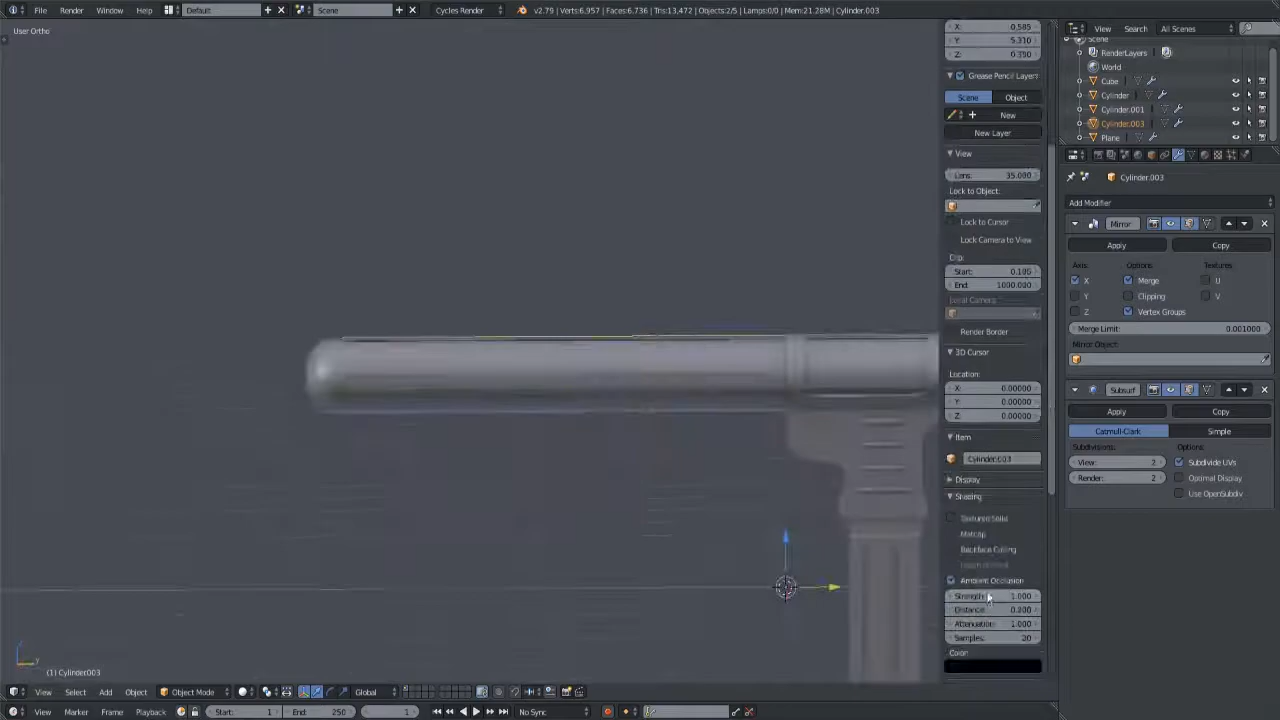 File Render Window Help Default Scene Cycles Render v2.79 | Verts:6,957 | Faces:6,736 | Tris:13,472 | Objects:2/5 | Lamps:0/0 | Mem:21.28M | Cylinder.003
User Ortho
X: 0.585
Y: 5.310
Z:
Grease Pencil Layers
Scene Object
New
New Layer
View
Lens: 35.000
Lock to Object:
Lock to Cursor
Lock Camera to View
Clip:
Start: 0.100
End: 1000.000
Local Camera:
Render Border
3D Cursor
Location:
X: 0.00000
Y: 0.00000
Z: 0.00000
Item
Cylinder.003
Display
Shading
Textured Solid
Matcap
Backface Culling
Ambient Occlusion
Strength: 1.000
Distance:
Attenuation: 1.000
Samples: 20
Color:
View Search All Scenes
Scene
RenderLayers
World
Cube
Cylinder
Cylinder.001
Cylinder.003
Plane
Cylinder.003
Add Modifier
Mirror
Apply Copy
Axis: Options: Textures:
X Merge U
Y Clipping V
Z Vertex Groups
Merge Limit: 0.001000
Mirror Object:
Subsurf
Apply Copy
Catmull-Clark Simple
Subdivisions: Options:
View: 2 Subdivide UVs
Render: 2 Optimal Display
Use OpenSubdiv
y
(1) Cylinder.003
View Select Add Object Object Mode Global
View Marker Frame Playback Start: 1 End: 250 1 No Sync